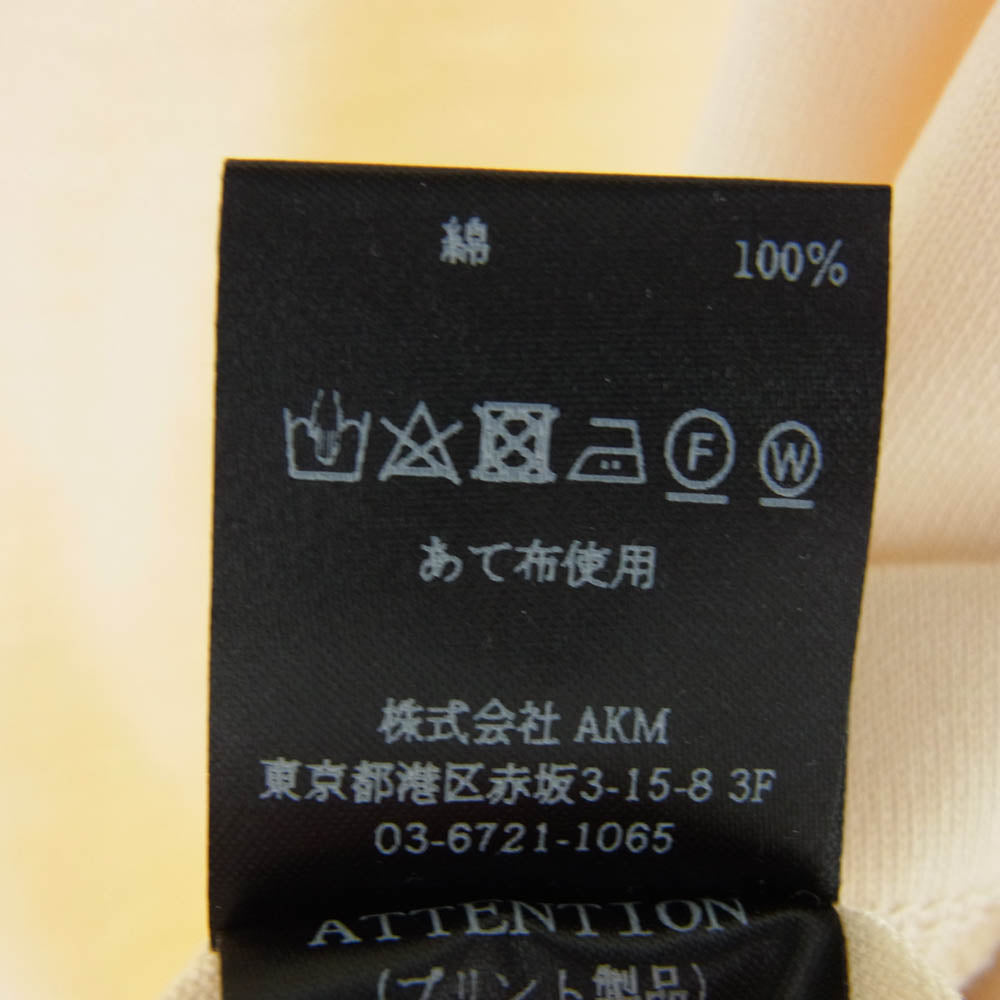 綿 100%
F W
あて布使用
株式会社 AKM
東京都港区赤坂3-15-8 3F
03-6721-1065
ATTENTION
(プリント製品)